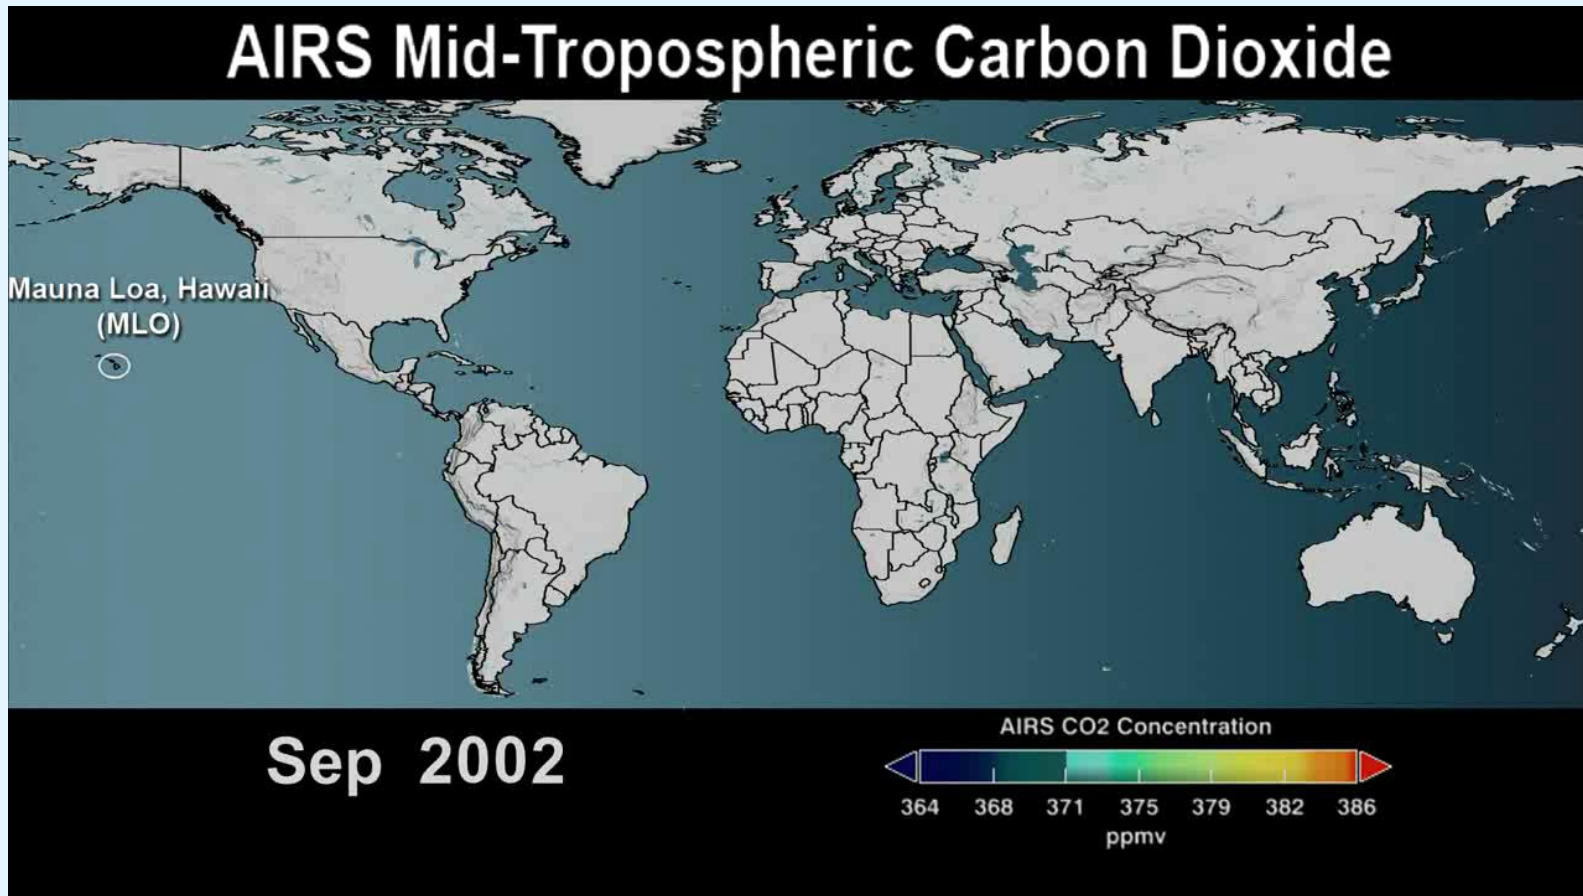 AIRS Mid-Tropospheric Carbon Dioxide
Mauna Loa, Hawaii
(MLO)
Sep 2002
AIRS CO2 Concentration
364 368 371 375 379 382 386
ppmv